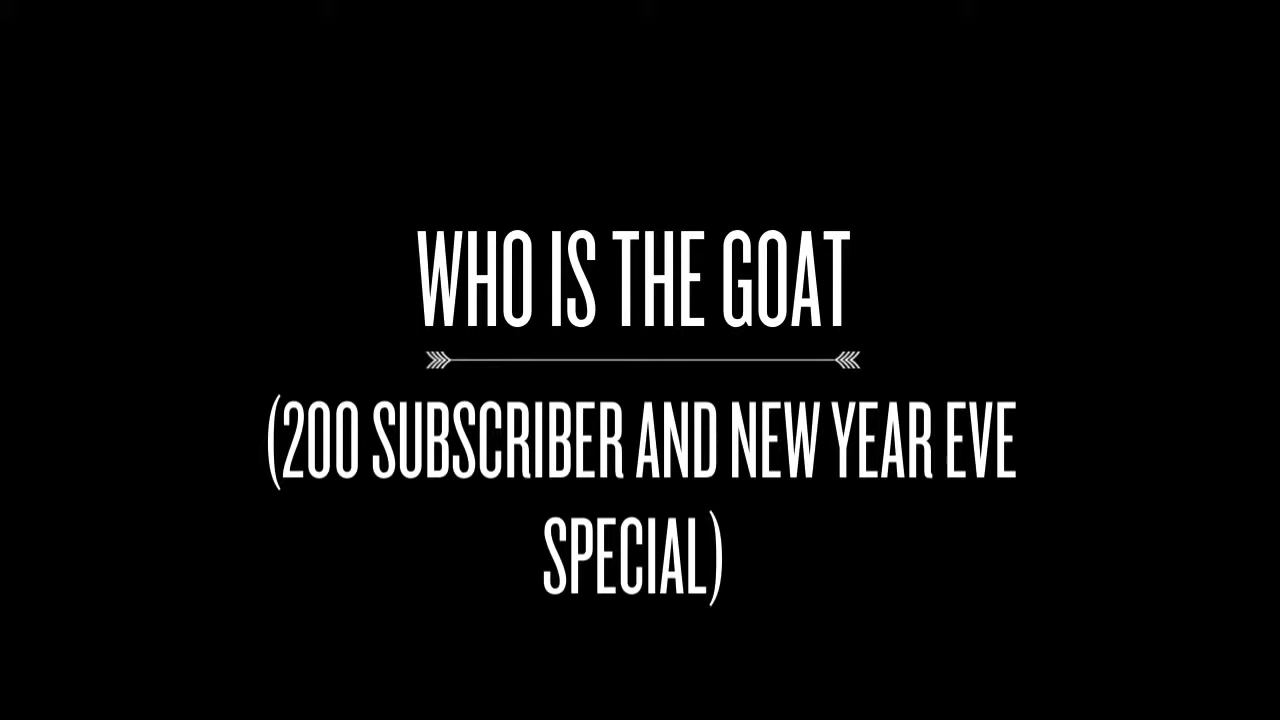 WHO IS THE GOAT
(200 SUBSCRIBER AND NEW YEAR EVE
SPECIAL)